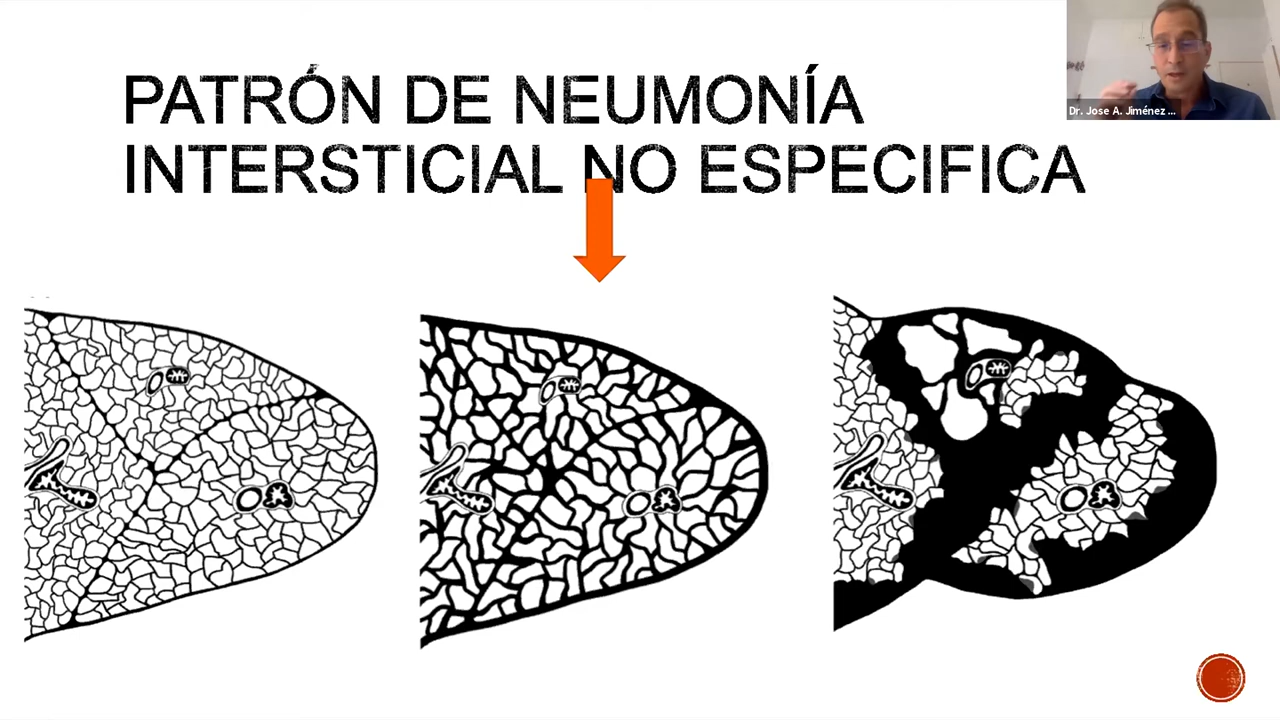 PATRÓN DE NEUMONÍA
INTERSTICIAL NO ESPECIFICA
Dr. Jose A. Jiménez ...